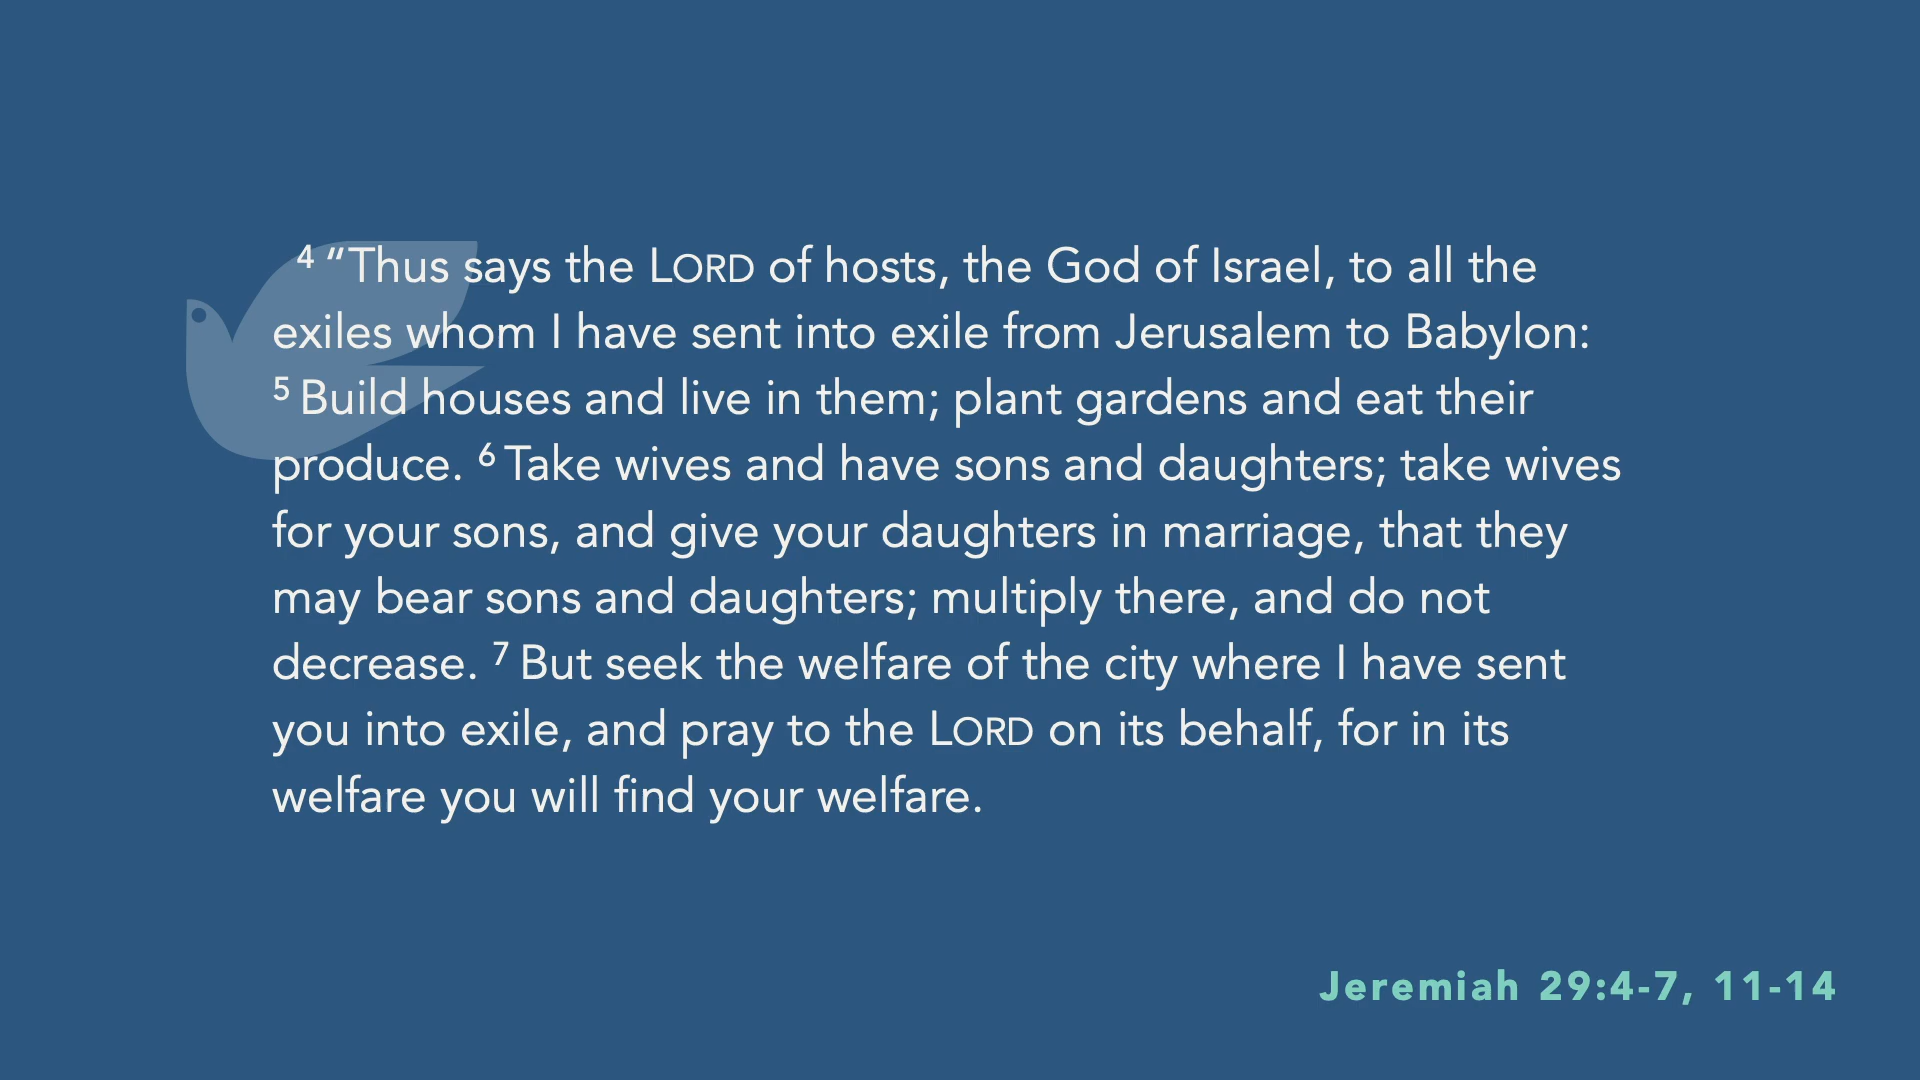 4 “Thus says the LORD of hosts, the God of Israel, to all the
exiles whom I have sent into exile from Jerusalem to Babylon:
5 Build houses and live in them; plant gardens and eat their
produce. 6 Take wives and have sons and daughters; take wives
for your sons, and give your daughters in marriage, that they
may bear sons and daughters; multiply there, and do not
decrease. 7 But seek the welfare of the city where I have sent
you into exile, and pray to the LORD on its behalf, for in its
welfare you will find your welfare.
Jeremiah 29:4-7, 11-14